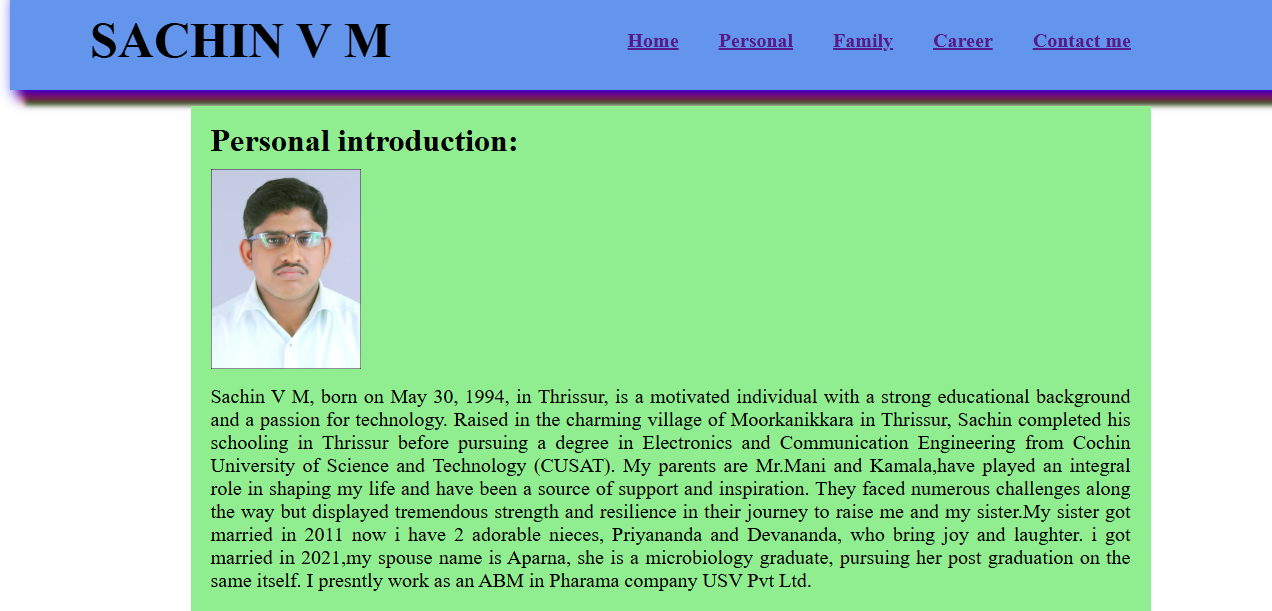 SACHIN V M
Home Personal Family Career Contact me
Personal introduction:
Sachin V M, born on May 30, 1994, in Thrissur, is a motivated individual with a strong educational background
and a passion for technology. Raised in the charming village of Moorkanikkara in Thrissur, Sachin completed his
schooling in Thrissur before pursuing a degree in Electronics and Communication Engineering from Cochin
University of Science and Technology (CUSAT). My parents are Mr.Mani and Kamala,have played an integral
role in shaping my life and have been a source of support and inspiration. They faced numerous challenges along
the way but displayed tremendous strength and resilience in their journey to raise me and my sister.My sister got
married in 2011 now i have 2 adorable nieces, Priyananda and Devananda, who bring joy and laughter. i got
married in 2021,my spouse name is Aparna, she is a microbiology graduate, pursuing her post graduation on the
same itself. I presntly work as an ABM in Pharama company USV Pvt Ltd.